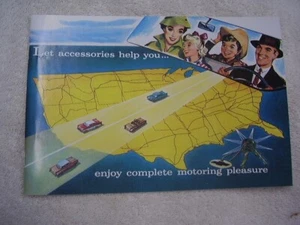 Let accessories help you...
enjoy complete motoring pleasure